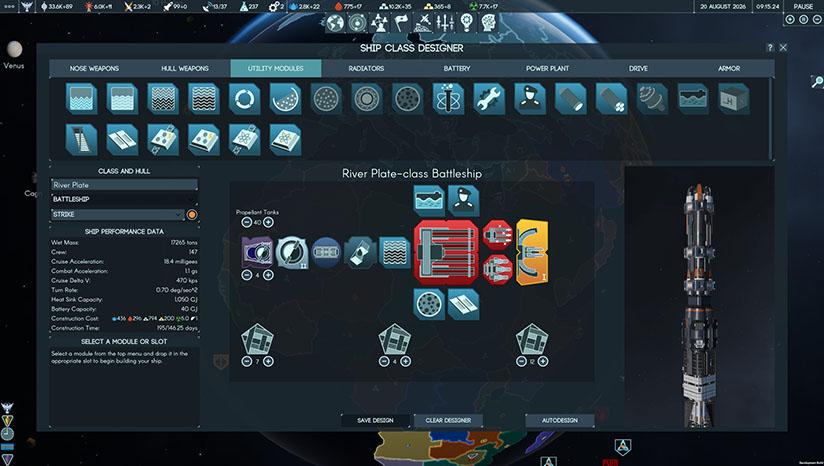 33.6K+89 6.0K+11 2.3K+2 99+0 13/37 237 2 2.8K+22 775+17 10.2K+35 365+8 7.7K+17 20 AUGUST 2026 09:15:24 PAUSE
Venus
SHIP CLASS DESIGNER
NOSE WEAPONS HULL WEAPONS UTILITY MODULES RADIATORS BATTERY POWER PLANT DRIVE ARMOR
CLASS AND HULL
River Plate
BATTLESHIP
STRIKE
SHIP PERFORMANCE DATA
Wet Mass: 17265 tons
Crew: 147
Cruise Acceleration: 18.4 milligees
Combat Acceleration: 1.1 gs
Cruise Delta V: 470 kps
Turn Rate: 0.70 deg/sec^2
Heat Sink Capacity: 1,050 GJ
Battery Capacity: 40 GJ
Construction Cost: 436 296 794 200 5.0
Construction Time: 195/146.25 days
SELECT A MODULE OR SLOT
Select a module from the top menu and drop it in the
appropriate slot to begin building your ship.
River Plate-class Battleship
Propellant Tanks
40
4
7
4
12
SAVE DESIGN CLEAR DESIGNER AUTODESIGN